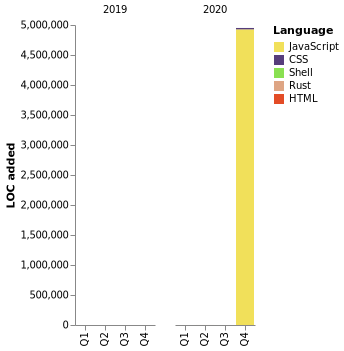 2019
2020
5,000,000
4,500,000
4,000,000
3,500,000
3,000,000
2,500,000
2,000,000
1,500,000
1,000,000
500,000
0
LOC added
Q1
Q2
Q3
Q4
Q1
Q2
Q3
Q4
Language
JavaScript
CSS
Shell
Rust
HTML